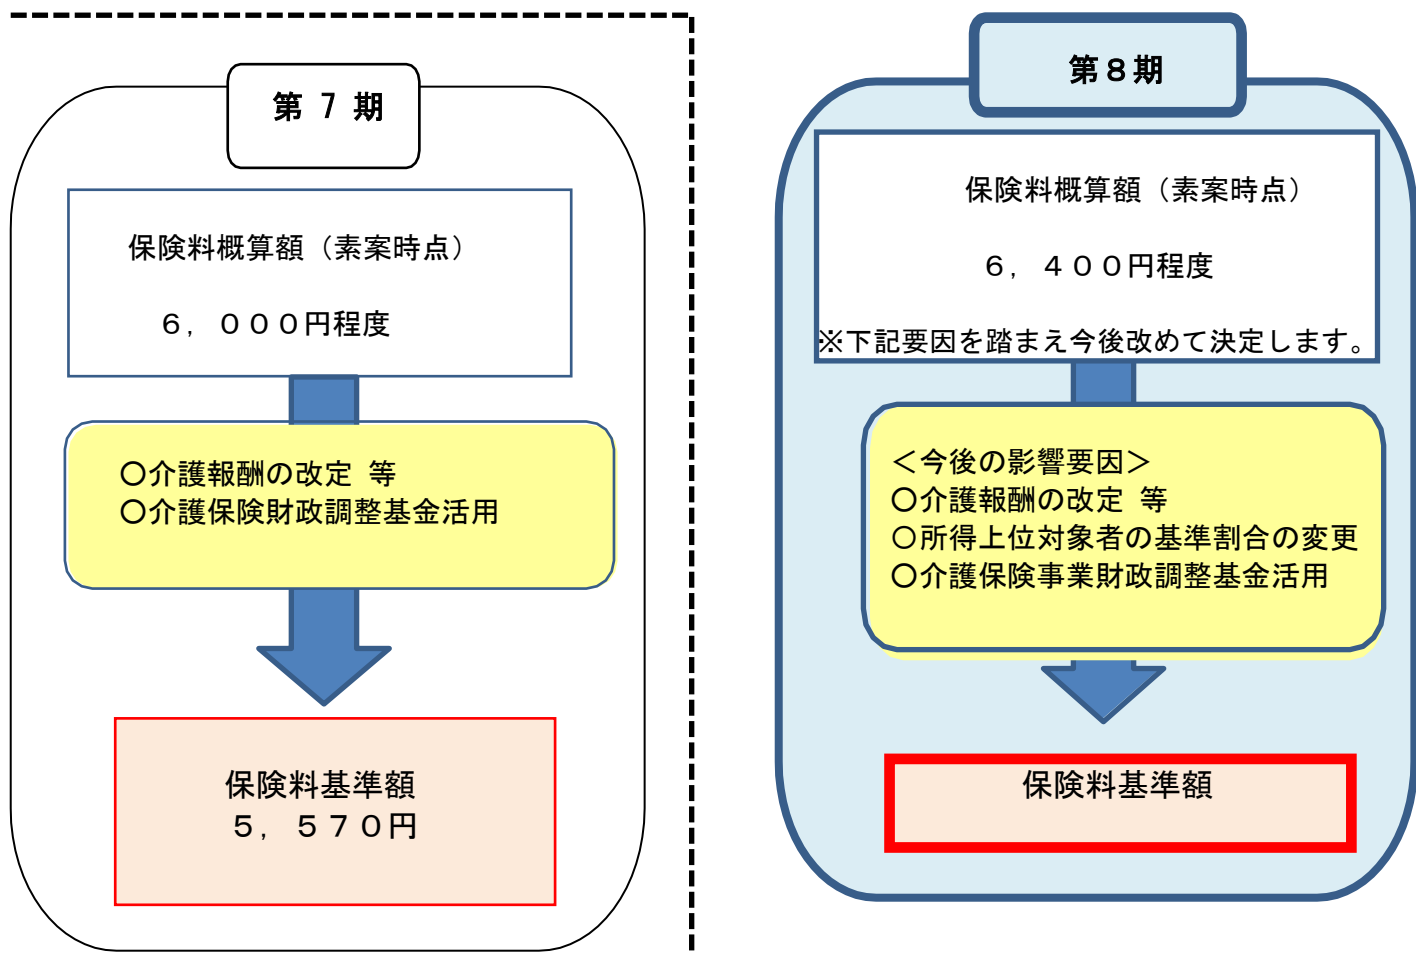 第 7 期
保険料概算額（素案時点）
６，０００円程度
〇介護報酬の改定 等
〇介護保険財政調整基金活用
保険料基準額
５，５７０円
第８期
保険料概算額（素案時点）
６，４００円程度
※下記要因を踏まえ今後改めて決定します。
＜今後の影響要因＞
〇介護報酬の改定 等
〇所得上位対象者の基準割合の変更
〇介護保険事業財政調整基金活用
保険料基準額